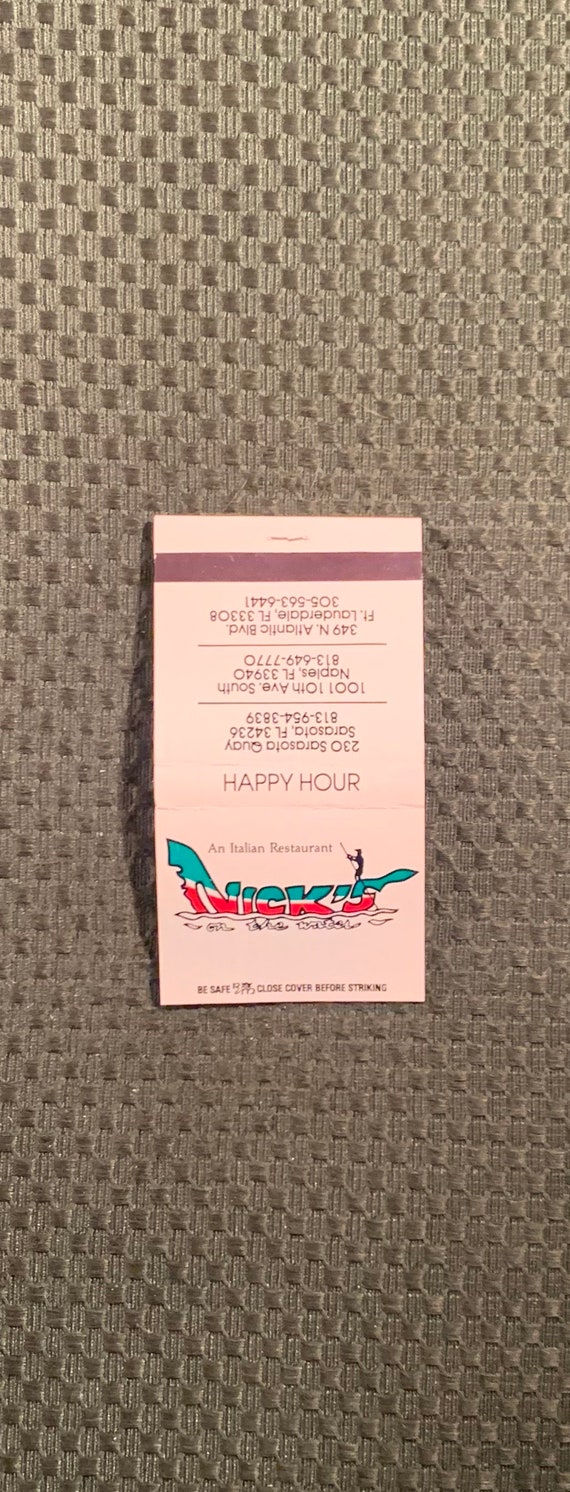 349 N. Atlantic Blvd.
Ft. Lauderdale, FL 33308
305-563-6441
1001 10th Ave. South
Naples, FL 33940
813-649-7770
230 Sarasota Quay
Sarasota, FL 34236
813-954-3839
HAPPY HOUR
An Italian Restaurant
NICK'S
on the water
BE SAFE CLOSE COVER BEFORE STRIKING